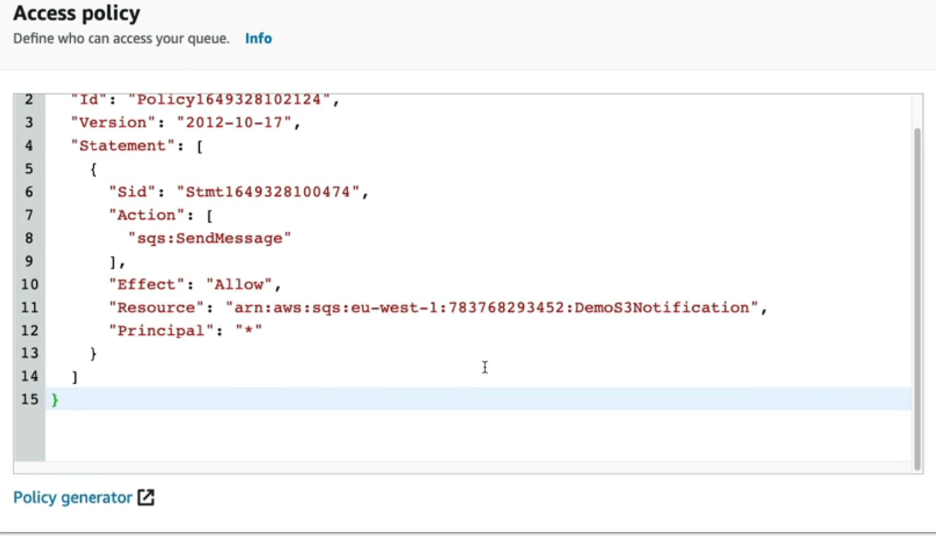 Access policy
Define who can access your queue. Info
2 "Id": "Policy1649328102124",
3 "Version": "2012-10-17",
4 "Statement": [
5 {
6 "Sid": "Stmt1649328100474",
7 "Action": [
8 "sqs:SendMessage"
9 ],
10 "Effect": "Allow",
11 "Resource": "arn:aws:sqs:eu-west-1:783768293452:DemoS3Notification",
12 "Principal": "*"
13 }
14 ]
15 }
Policy generator